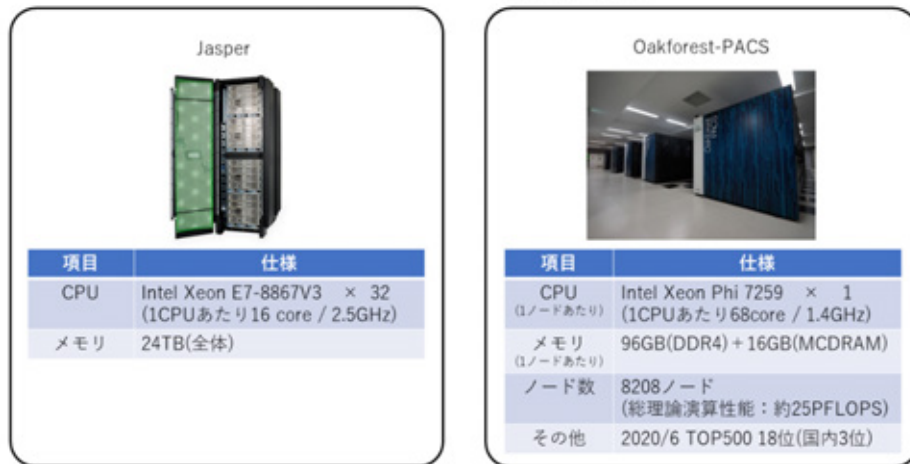 Jasper
項目 仕様
CPU Intel Xeon E7-8867V3 × 32
(1CPUあたり16 core / 2.5GHz)
メモリ 24TB(全体)
Oakforest-PACS
項目 仕様
CPU Intel Xeon Phi 7259 × 1
(1ノードあたり) (1CPUあたり68core / 1.4GHz)
メモリ 96GB(DDR4)+16GB(MCDRAM)
(1ノードあたり)
ノード数 8208ノード
(総理論演算性能：約25PFLOPS)
その他 2020/6 TOP500 18位(国内3位)